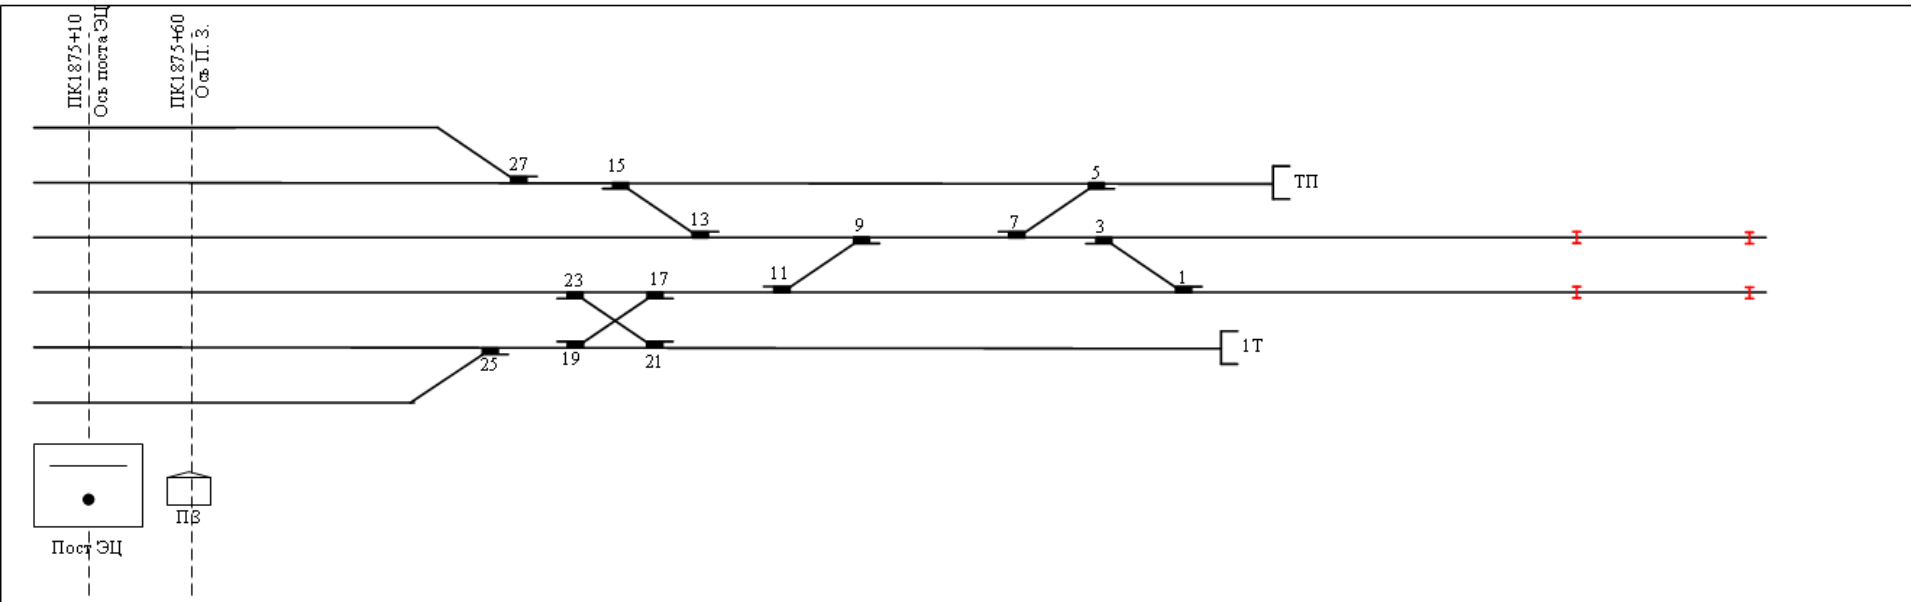 ПК1875+10
Ось поста ЭЦ
ПК1875+60
Ось П. З.
27
15
5
ТП
13
9
7
3
23
17
11
1
25
19
21
1Т
ПЗ
Пост ЭЦ